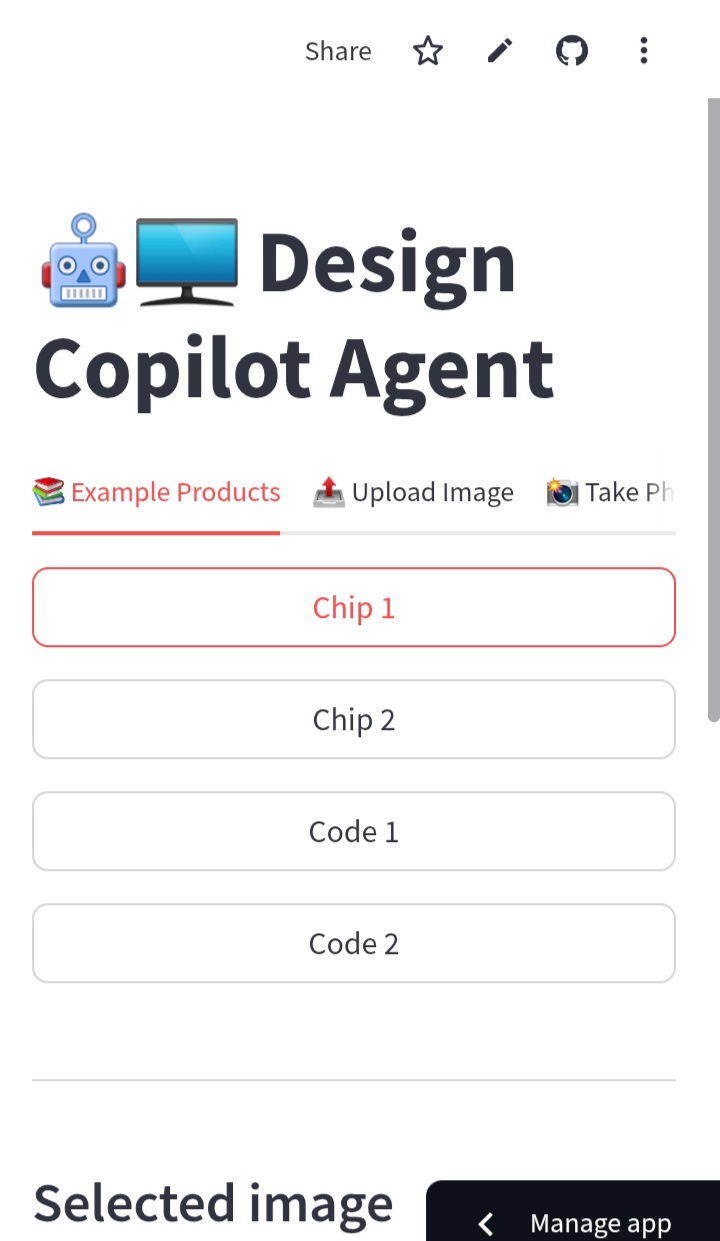 Share
Design
Copilot Agent
Example Products Upload Image Take Ph
Chip 1
Chip 2
Code 1
Code 2
Selected image
Manage app